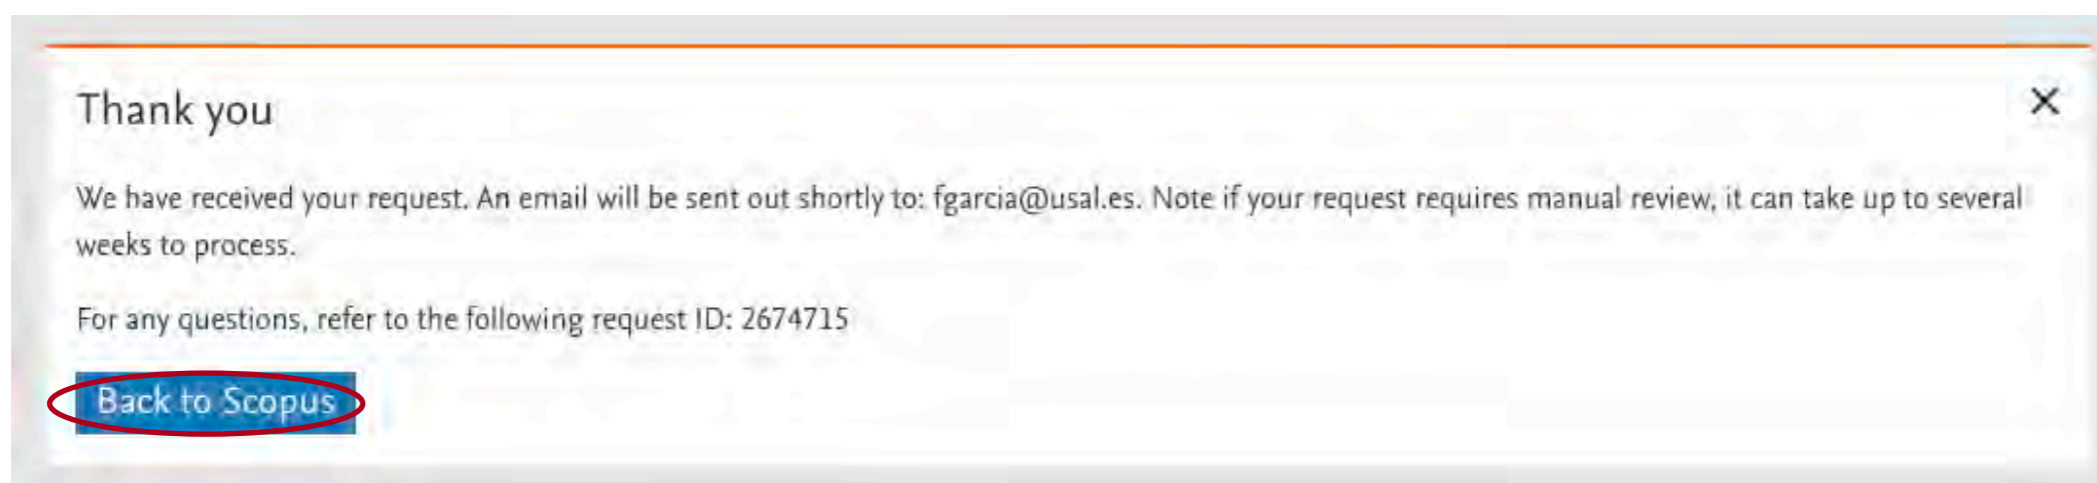 Thank you
We have received your request. An email will be sent out shortly to: fgarcia@usal.es. Note if your request requires manual review, it can take up to several
weeks to process.
For any questions, refer to the following request ID: 2674715
Back to Scopus